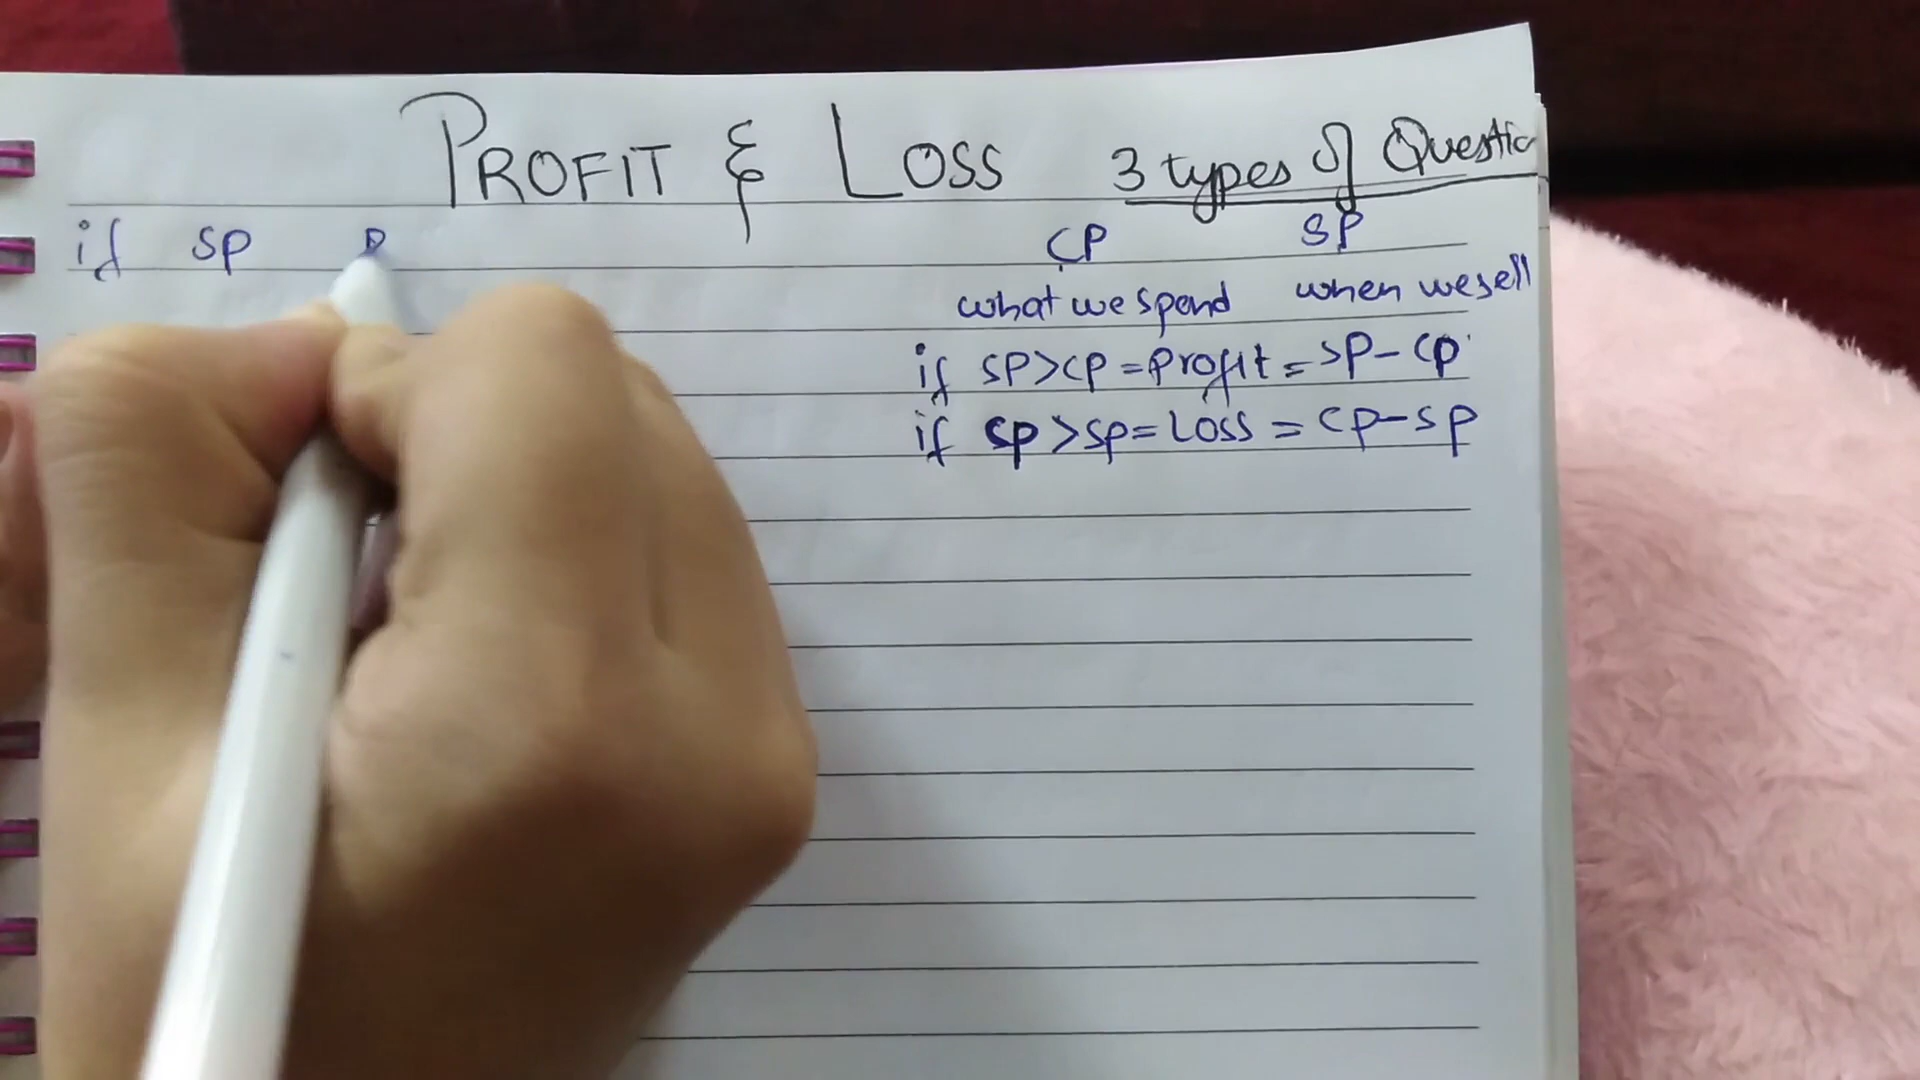 PROFIT & LOSS 3 types of Questio
if SP P
CP SP
what we spend when we sell
if SP>CP=Profit=SP-CP
if SP>SP=Loss=CP-SP